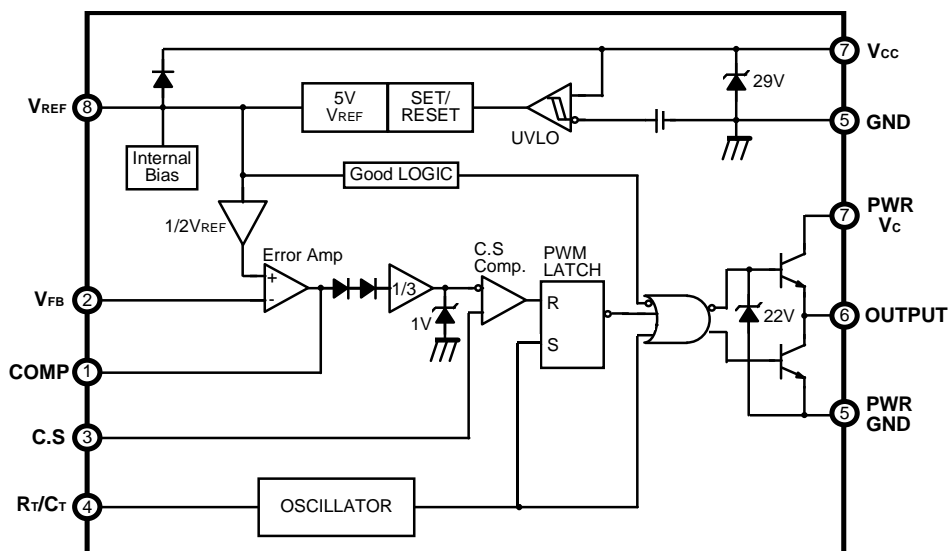 7 VCC
29V
VREF 8
5V
VREF
SET/
RESET
UVLO
5 GND
Internal
Bias
Good LOGIC
1/2VREF
PWR
7 VC
Error Amp
+
-
C.S
Comp.
PWM
LATCH
1/3
VFB 2
1V
R
S
22V
6 OUTPUT
COMP 1
5 PWR
GND
C.S 3
RT/CT 4
OSCILLATOR